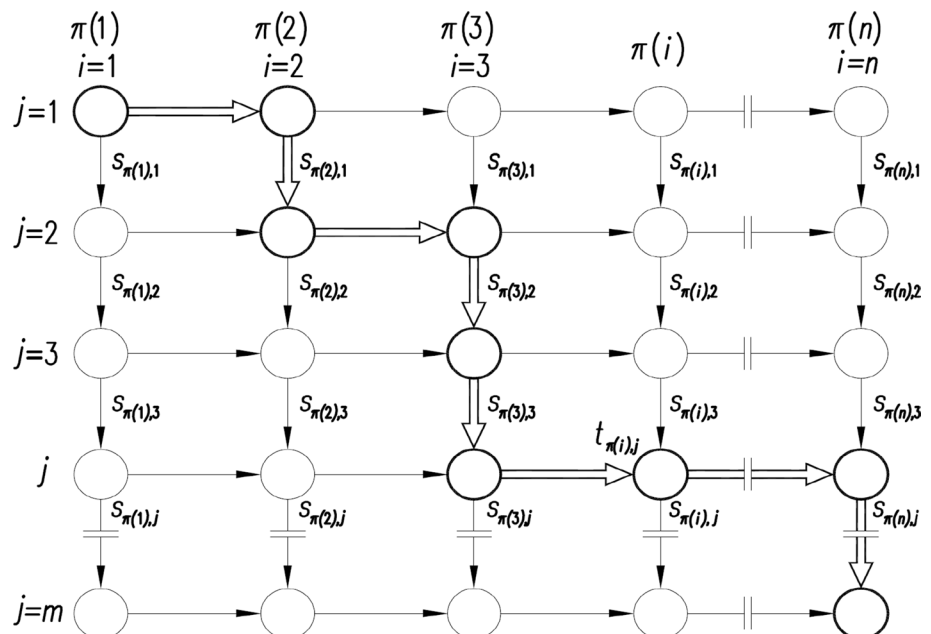 π(1) π(2) π(3) π(i) π(n)
i=1 i=2 i=3 i=n
j=1
S_π(1),1 S_π(2),1 S_π(3),1 S_π(i),1 S_π(n),1
j=2
S_π(1),2 S_π(2),2 S_π(3),2 S_π(i),2 S_π(n),2
j=3
S_π(1),3 S_π(2),3 S_π(3),3 S_π(i),3 S_π(n),3
t_π(i),j
j
S_π(1),j S_π(2),j S_π(3),j S_π(i),j S_π(n),j
j=m